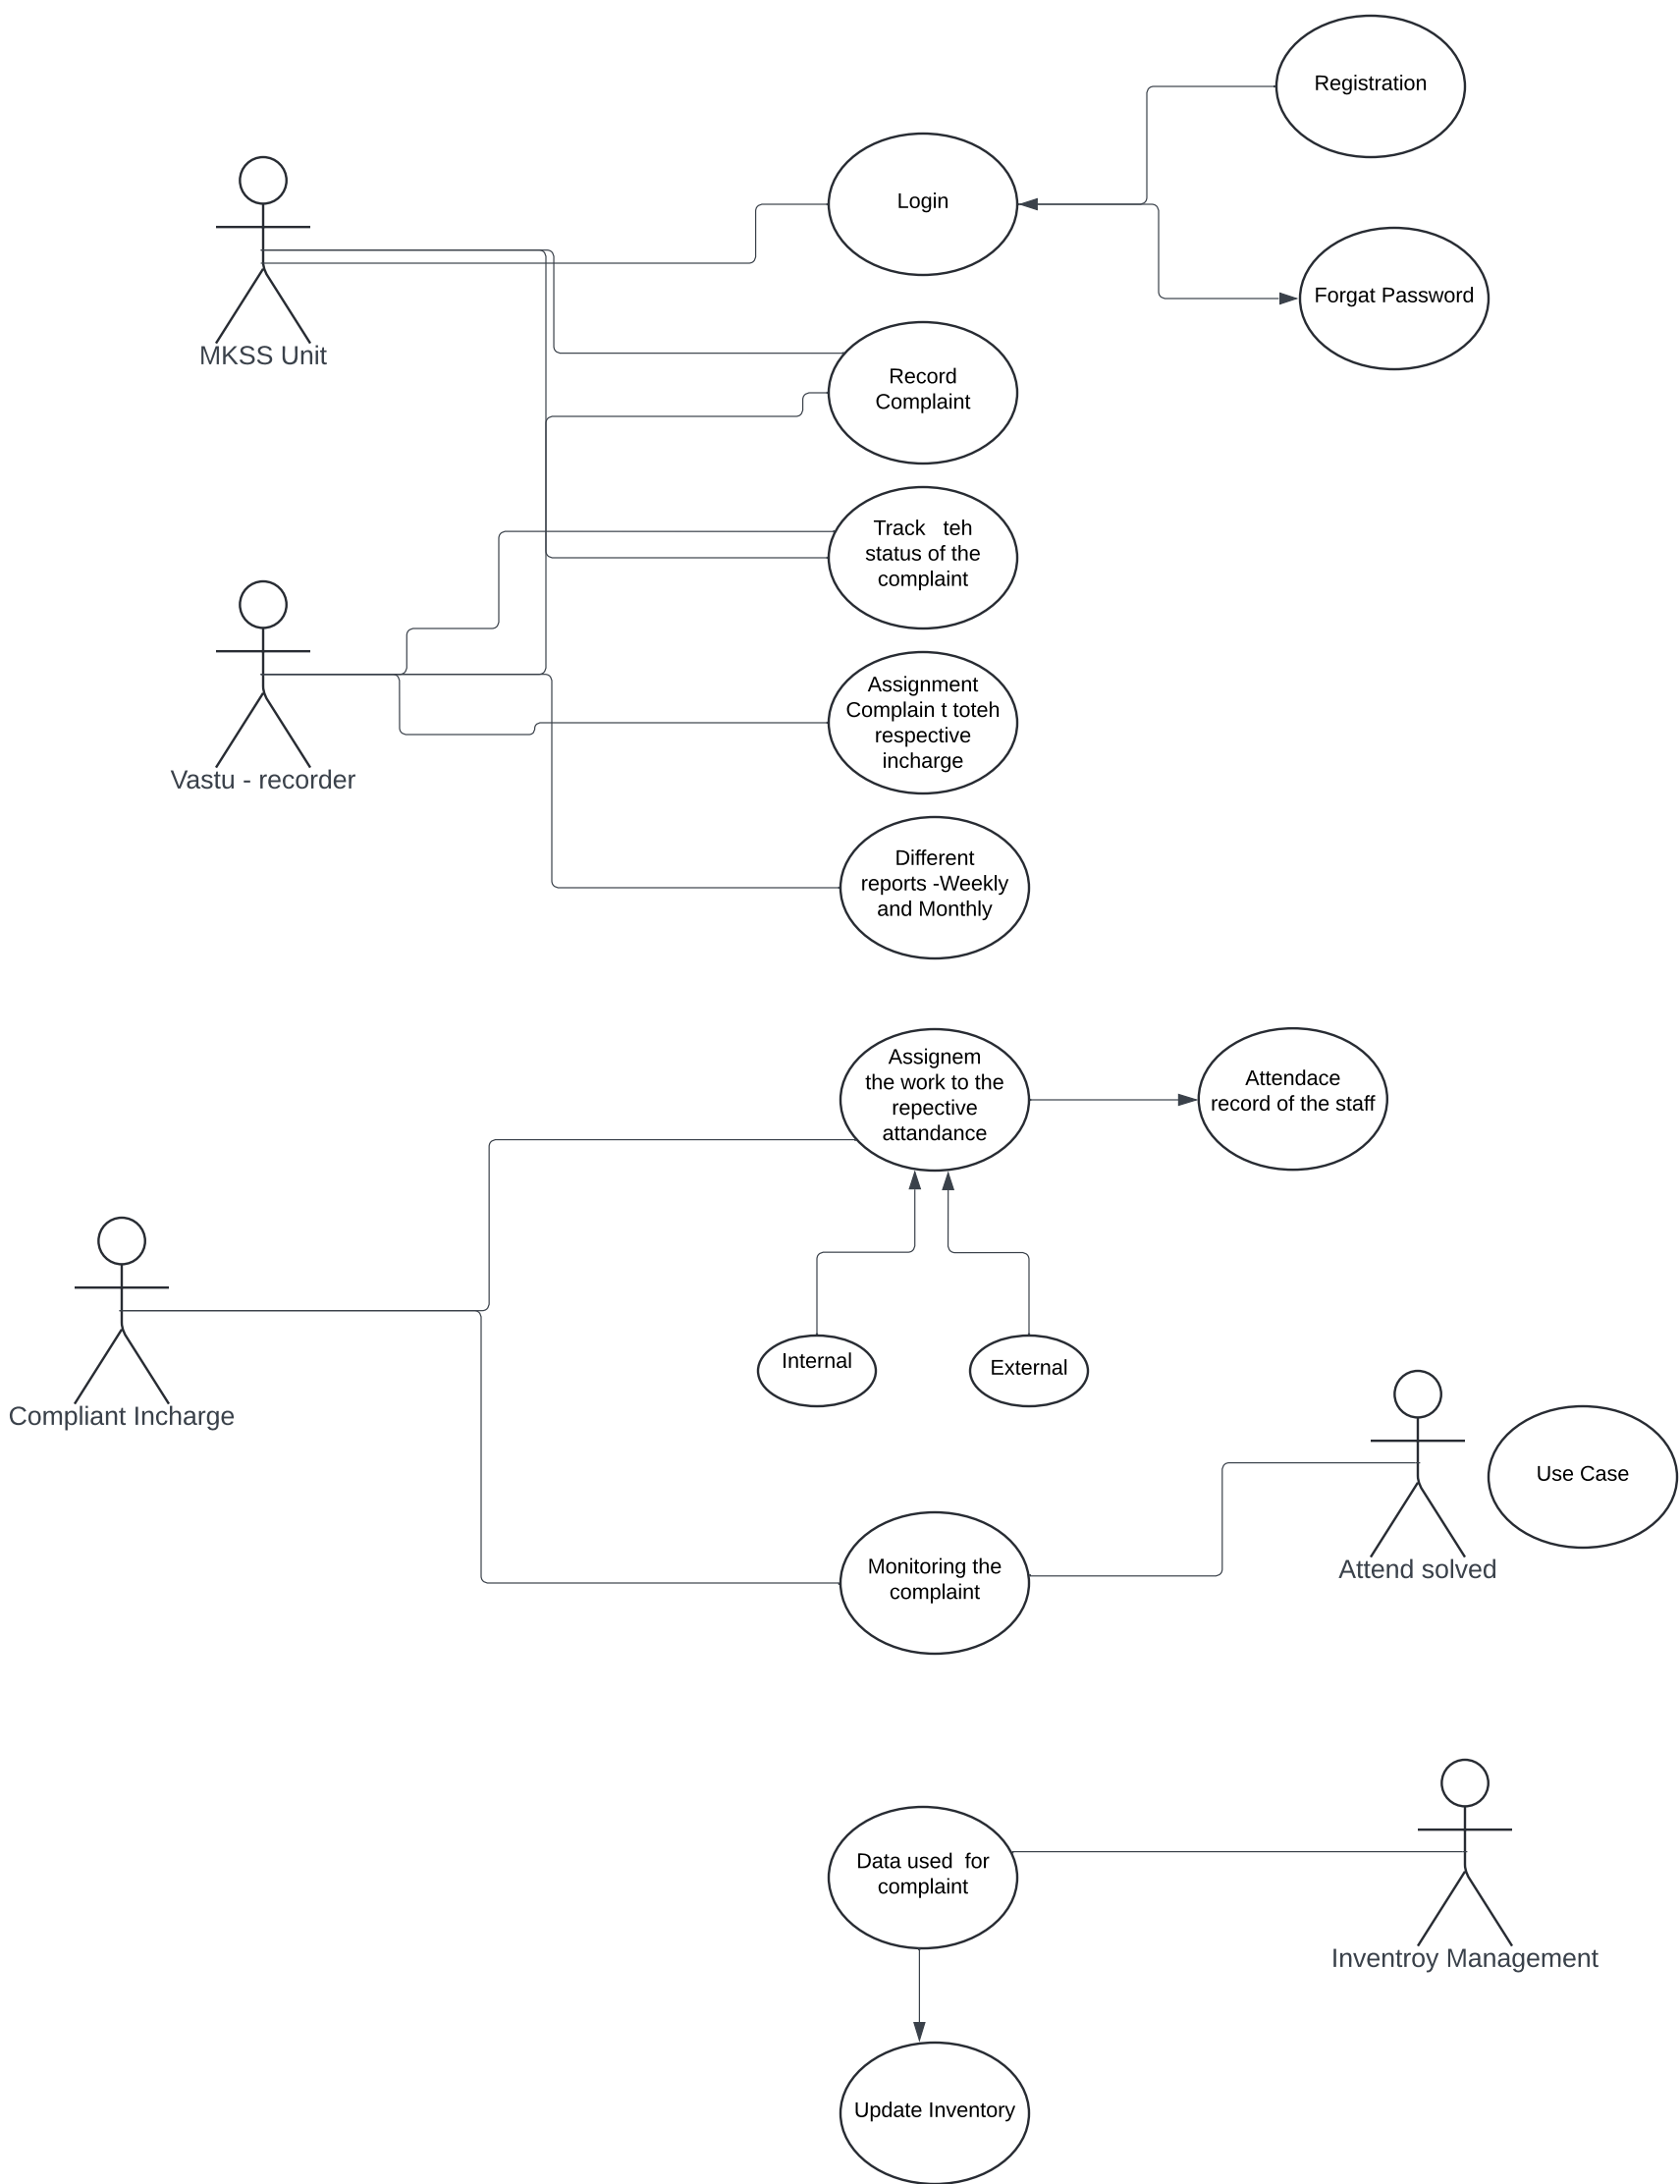 Registration
Login
Forgat Password
MKSS Unit
Record
Complaint
Track   teh
status of the
complaint
Assignment
Complain t toteh
respective
incharge
Vastu - recorder
Different
reports -Weekly
and Monthly
Assignem
the work to the
repective
attandance
Attendace
record of the staff
Internal
External
Compliant Incharge
Use Case
Monitoring the
complaint
Attend solved
Data used  for
complaint
Inventroy Management
Update Inventory